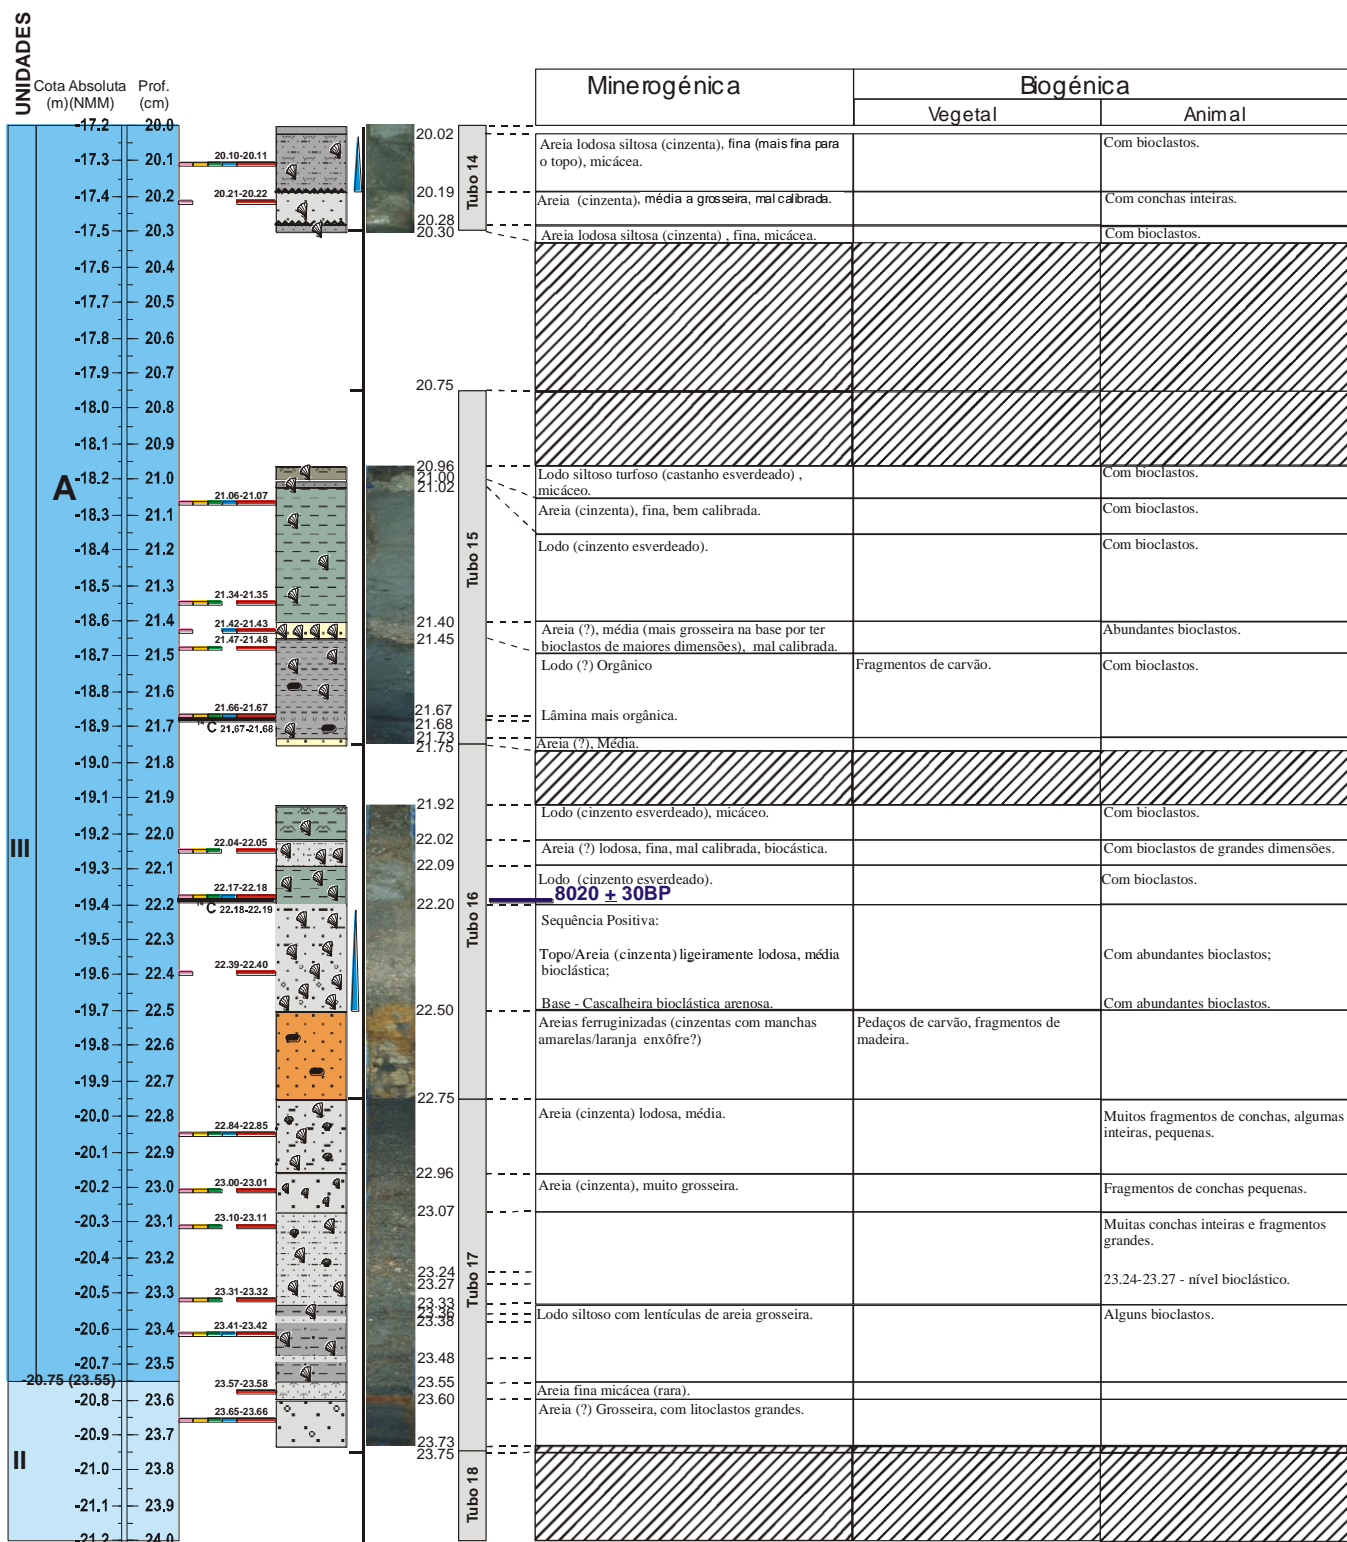 UNIDADES
Cota Absoluta
(m)(NMM)
Prof.
(cm)
Minerogénica
Biogénica
Vegetal
Animal
-17.2 20.0
-17.3 20.1
-17.4 20.2
-17.5 20.3
-17.6 20.4
-17.7 20.5
-17.8 20.6
-17.9 20.7
-18.0 20.8
-18.1 20.9
-18.2 21.0
-18.3 21.1
-18.4 21.2
-18.5 21.3
-18.6 21.4
-18.7 21.5
-18.8 21.6
-18.9 21.7
-19.0 21.8
-19.1 21.9
-19.2 22.0
-19.3 22.1
-19.4 22.2
-19.5 22.3
-19.6 22.4
-19.7 22.5
-19.8 22.6
-19.9 22.7
-20.0 22.8
-20.1 22.9
-20.2 23.0
-20.3 23.1
-20.4 23.2
-20.5 23.3
-20.6 23.4
-20.7 23.5
-20.75 (23.55)
-20.8 23.6
-20.9 23.7
-21.0 23.8
-21.1 23.9
-21.2 24.0
A
III
II
20.10-20.11
20.21-20.22
21.06-21.07
21.34-21.35
21.42-21.43
21.47-21.48
21.66-21.67
14C 21.67-21.68
22.04-22.05
22.17-22.18
14C 22.18-22.19
22.39-22.40
22.84-22.85
23.00-23.01
23.10-23.11
23.31-23.32
23.41-23.42
23.57-23.58
23.65-23.66
20.02
20.19
20.28
20.30
20.75
20.96
21.00
21.02
21.40
21.45
21.67
21.68
21.73
21.75
21.92
22.02
22.09
22.20
22.50
22.75
22.96
23.07
23.24
23.27
23.33
23.36
23.38
23.48
23.55
23.60
23.73
23.75
Tubo 14
Tubo 15
Tubo 16
Tubo 17
Tubo 18
Areia lodosa siltosa (cinzenta), fina (mais fina para
o topo), micácea.
Com bioclastos.
Areia (cinzenta), média a grosseira, mal calibrada.
Com conchas inteiras.
Areia lodosa siltosa (cinzenta) , fina, micácea.
Com bioclastos.
Lodo siltoso turfoso (castanho esverdeado) ,
micáceo.
Com bioclastos.
Areia (cinzenta), fina, bem calibrada.
Com bioclastos.
Lodo (cinzento esverdeado).
Com bioclastos.
Areia (?), média (mais grosseira na base por ter
bioclastos de maiores dimensões), mal calibrada.
Abundantes bioclastos.
Lodo (?) Orgânico
Fragmentos de carvão.
Com bioclastos.
Lâmina mais orgânica.
Areia (?), Média.
Lodo (cinzento esverdeado), micáceo.
Com bioclastos.
Areia (?) lodosa, fina, mal calibrada, biocástica.
Com bioclastos de grandes dimensões.
Lodo (cinzento esverdeado).
Com bioclastos.
8020 ± 30BP
Sequência Positiva:
Topo/Areia (cinzenta) ligeiramente lodosa, média
bioclástica;
Com abundantes bioclastos;
Base - Cascalheira bioclástica arenosa.
Com abundantes bioclastos.
Areias ferruginizadas (cinzentas com manchas
amarelas/laranja enxôfre?)
Pedaços de carvão, fragmentos de
madeira.
Areia (cinzenta) lodosa, média.
Muitos fragmentos de conchas, algumas
inteiras, pequenas.
Areia (cinzenta), muito grosseira.
Fragmentos de conchas pequenas.
Muitas conchas inteiras e fragmentos
grandes.
23.24-23.27 - nível bioclástico.
Lodo siltoso com lentículas de areia grosseira.
Alguns bioclastos.
Areia fina micácea (rara).
Areia (?) Grosseira, com litoclastos grandes.